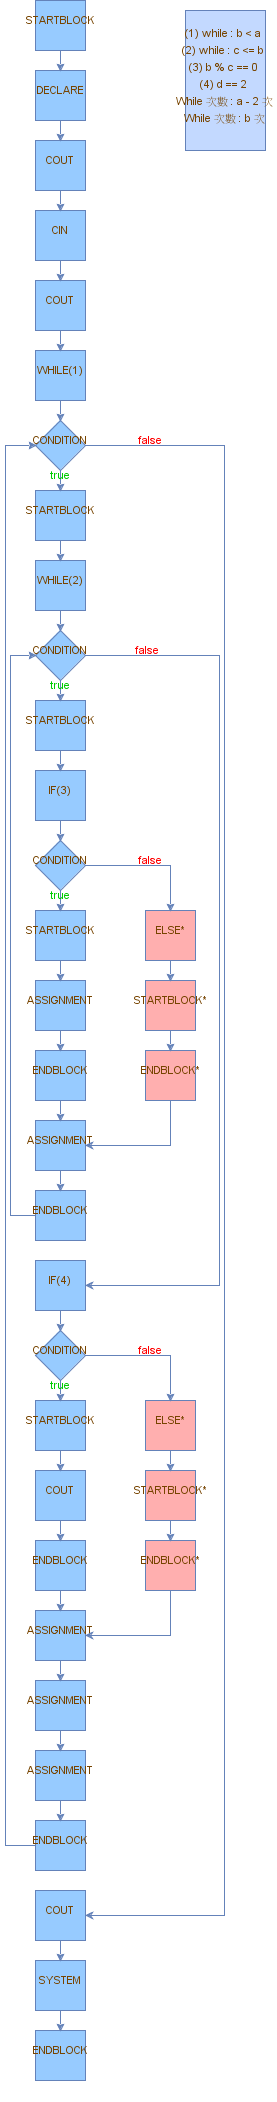 STARTBLOCK
(1) while : b < a
(2) while : c <= b
(3) b % c == 0
(4) d == 2
While 次數 : a - 2 次
While 次數 : b 次
DECLARE
COUT
CIN
COUT
WHILE(1)
CONDITION
false
true
STARTBLOCK
WHILE(2)
CONDITION
false
true
STARTBLOCK
IF(3)
CONDITION
false
true
STARTBLOCK
ELSE*
ASSIGNMENT
STARTBLOCK*
ENDBLOCK
ENDBLOCK*
ASSIGNMENT
ENDBLOCK
IF(4)
CONDITION
false
true
STARTBLOCK
ELSE*
COUT
STARTBLOCK*
ENDBLOCK
ENDBLOCK*
ASSIGNMENT
ASSIGNMENT
ASSIGNMENT
ENDBLOCK
COUT
SYSTEM
ENDBLOCK